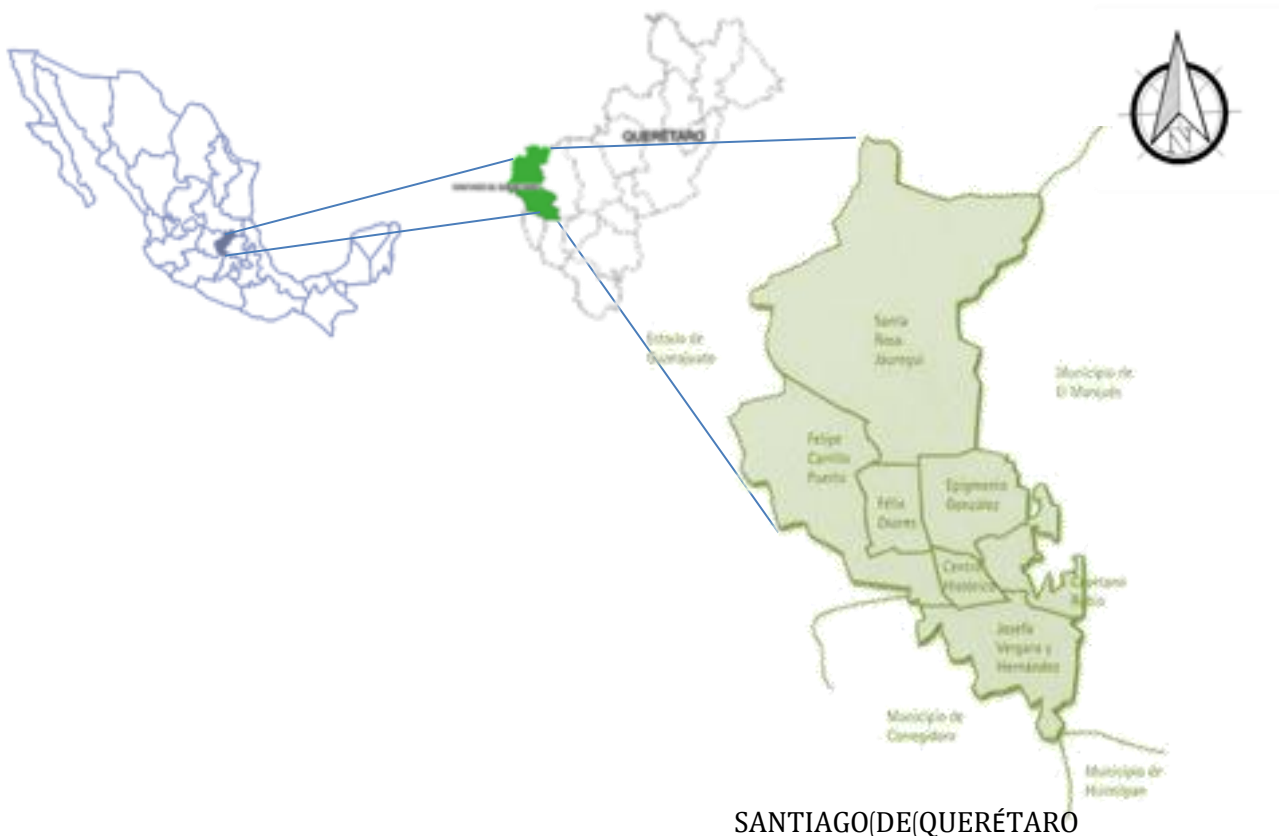 QUERÉTARO
N
Estado de
Guanajuato
Santa
Rosa
Jáuregui
Municipio de
El Marqués
Felipe
Carrillo
Puerto
Félix
Osores
Epigmenio
González
Centro
Histórico
Cayetano
Rubio
Josefa
Vergara y
Hernández
Municipio de
Corregidora
Municipio de
Huimilpan
SANTIAGO(DE(QUERÉTARO